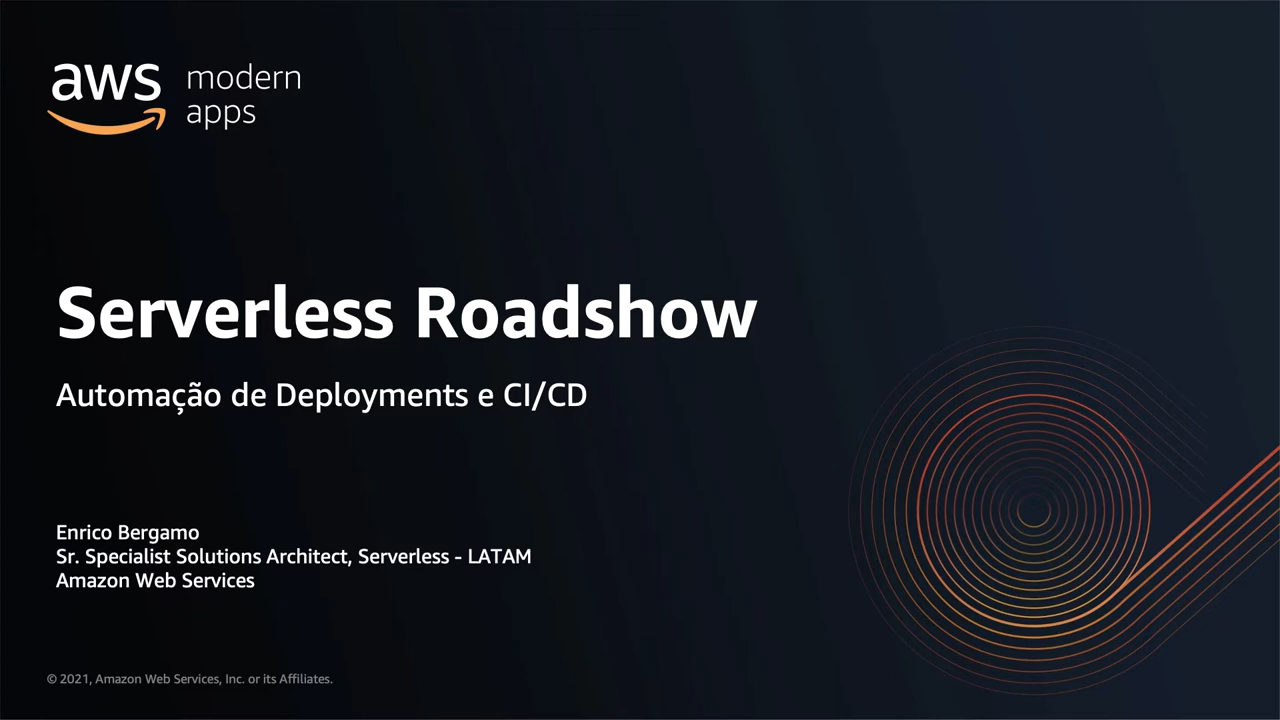 aws modern
apps
Serverless Roadshow
Automação de Deployments e CI/CD
Enrico Bergamo
Sr. Specialist Solutions Architect, Serverless - LATAM
Amazon Web Services
© 2021, Amazon Web Services, Inc. or its Affiliates.